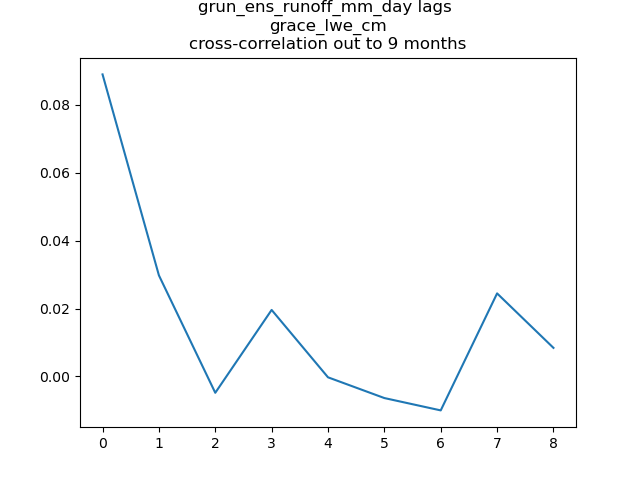 grun_ens_runoff_mm_day lags
grace_lwe_cm
cross-correlation out to 9 months
0.08
0.06
0.04
0.02
0.00
0 1 2 3 4 5 6 7 8